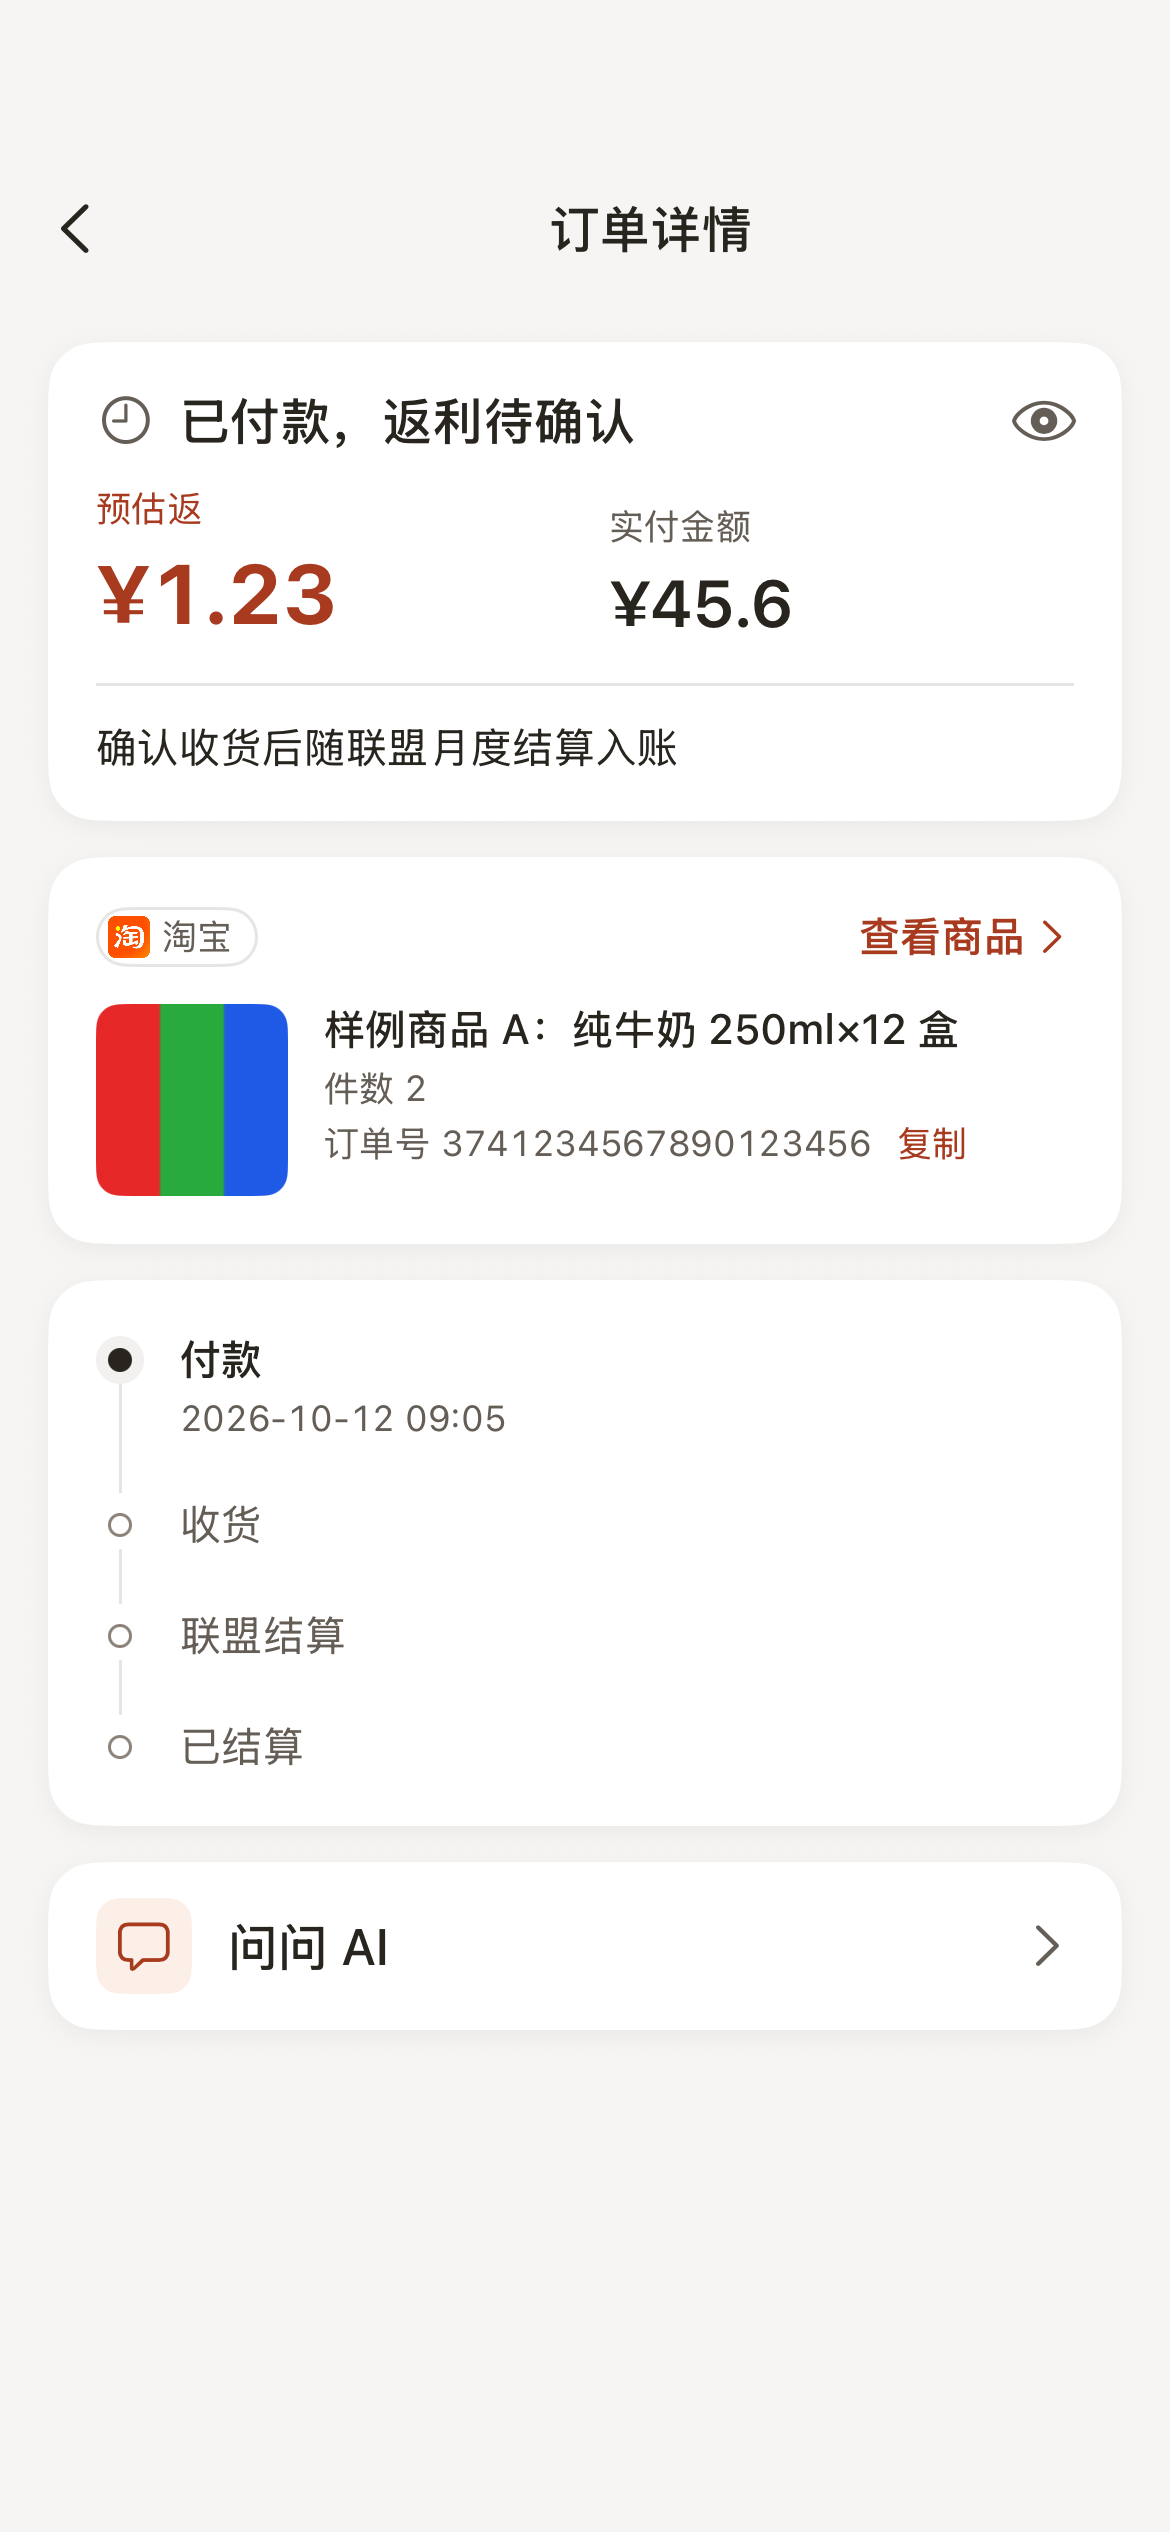 订单详情
已付款，返利待确认
预估返
¥1.23
实付金额
¥45.6
确认收货后随联盟月度结算入账
淘 淘宝
查看商品
样例商品 A：纯牛奶 250ml×12 盒
件数 2
订单号 3741234567890123456 复制
付款
2026-10-12 09:05
收货
联盟结算
已结算
问问 AI